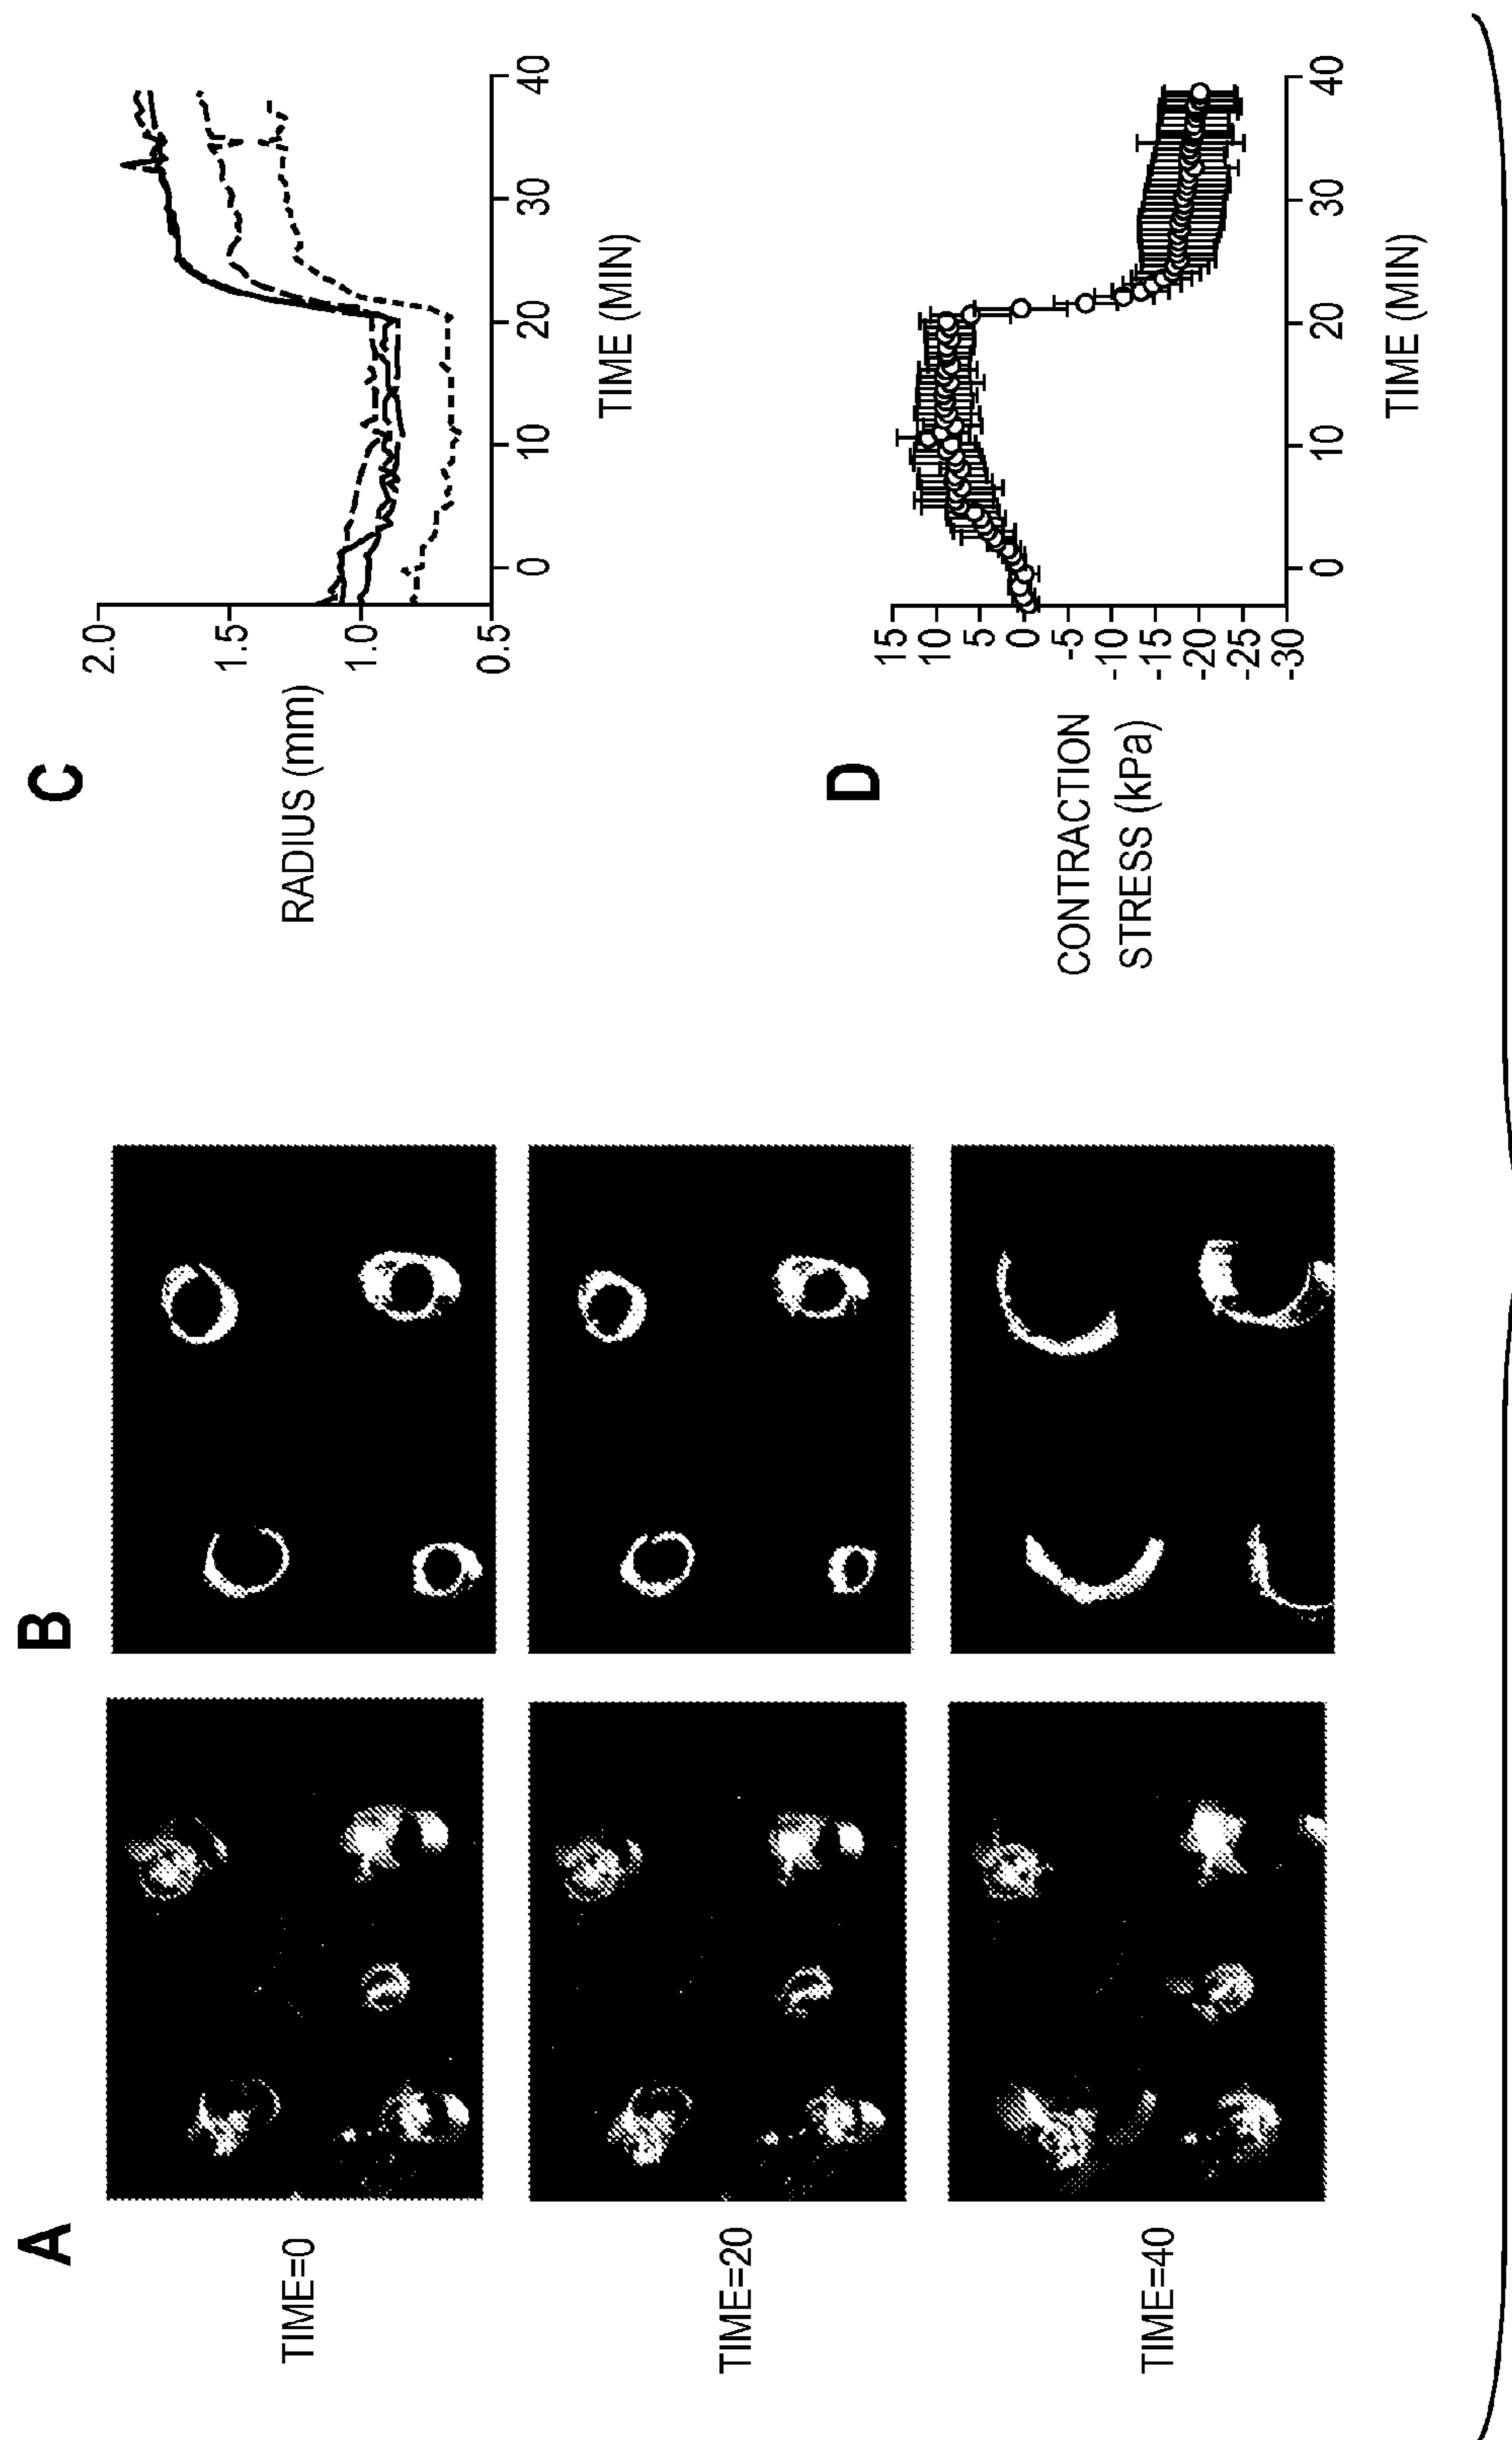 A
B
TIME=0
TIME=20
TIME=40
C
RADIUS (mm)
2.0
1.5
1.0
0.5
0
10
20
30
40
TIME (MIN)
D
CONTRACTION
STRESS (kPa)
15
10
5
0
-5
-10
-15
-20
-25
-30
0
10
20
30
40
TIME (MIN)